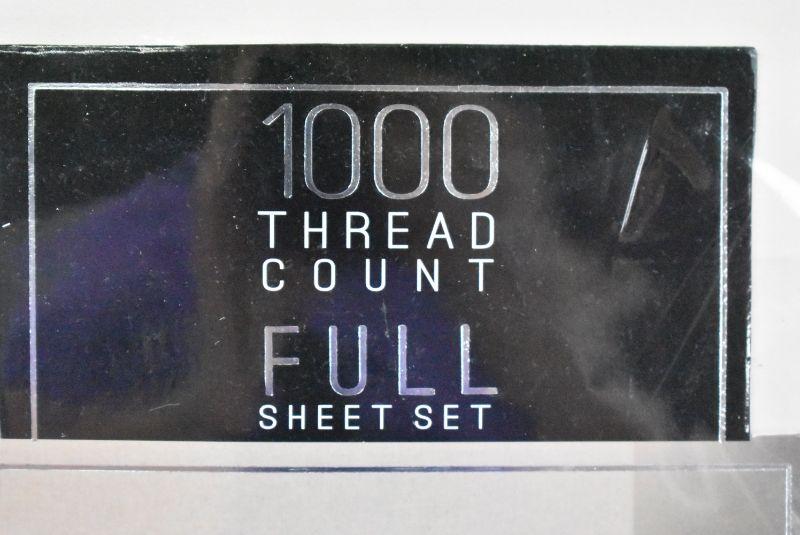 1000
THREAD
COUNT
FULL
SHEET SET